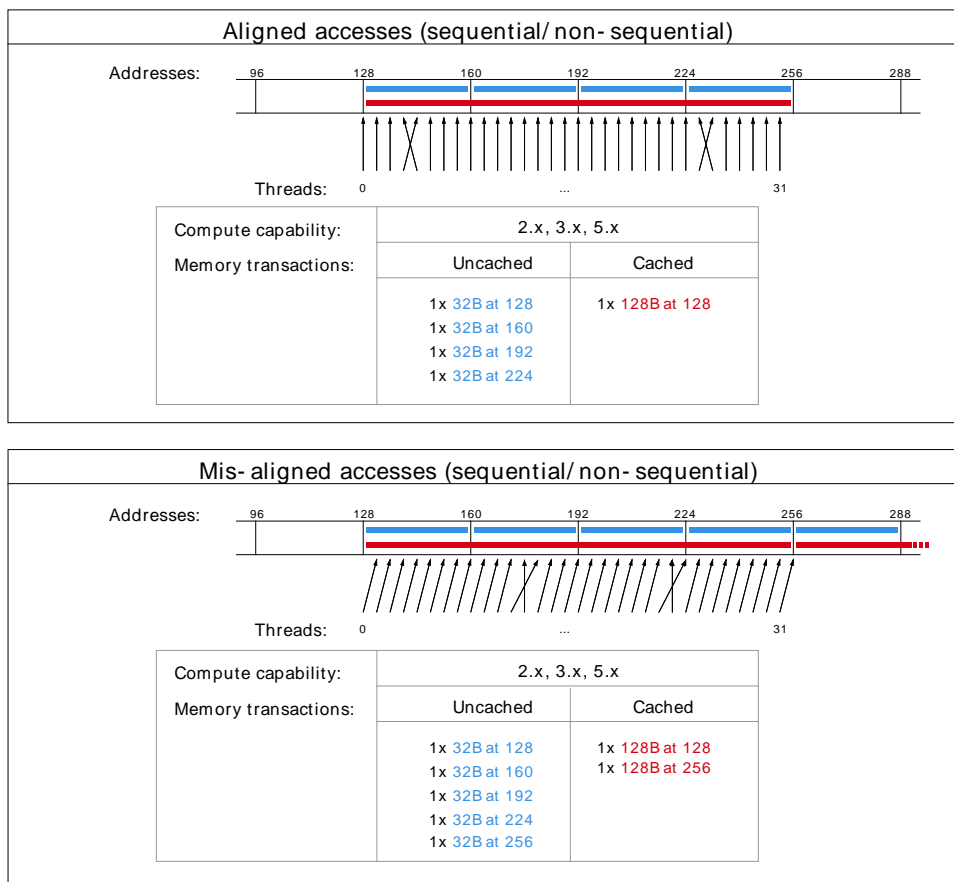 Aligned accesses (sequential/non-sequential)
Addresses: 96 128 160 192 224 256 288
Threads: 0 ... 31
Compute capability: 2.x, 3.x, 5.x
Memory transactions: Uncached Cached
1x 32B at 128 1x 128B at 128
1x 32B at 160
1x 32B at 192
1x 32B at 224
Mis-aligned accesses (sequential/non-sequential)
Addresses: 96 128 160 192 224 256 288
Threads: 0 ... 31
Compute capability: 2.x, 3.x, 5.x
Memory transactions: Uncached Cached
1x 32B at 128 1x 128B at 128
1x 32B at 160 1x 128B at 256
1x 32B at 192
1x 32B at 224
1x 32B at 256